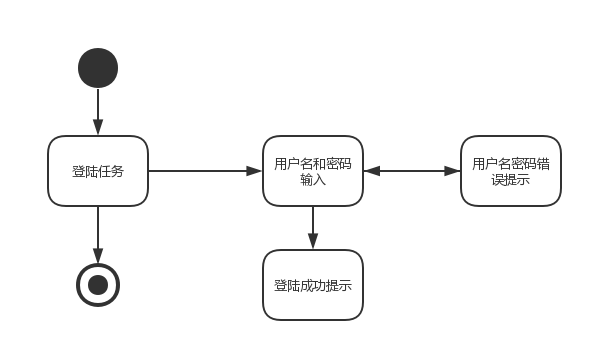 登陆任务
用户名和密码
输入
用户名密码错
误提示
登陆成功提示